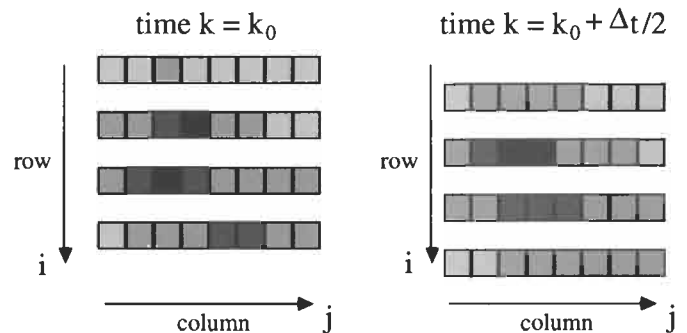 time k = k₀
time k = k₀ + Δt/2
row
i
column j
row
i
column j